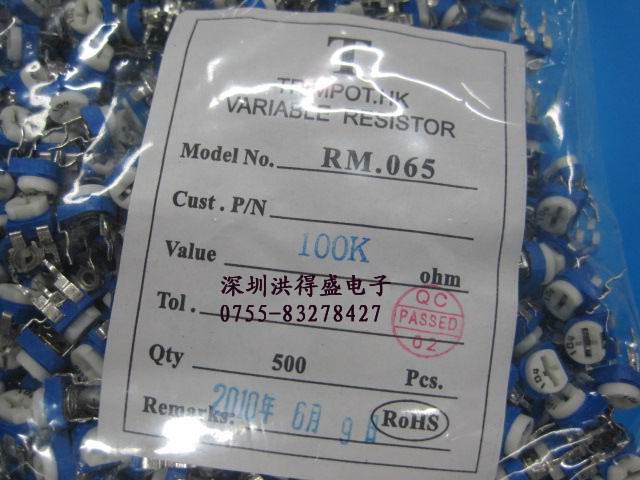 T
TRIMPOT.HK
VARIABLE RESISTOR
Model No. RM.065
Cust. P/N
Value 100K ohm
深圳洪得盛电子
Tol.
0755-83278427
QC
PASSED
02
Qty 500 Pcs.
Remarks: 2010年 6月 9日
RoHS